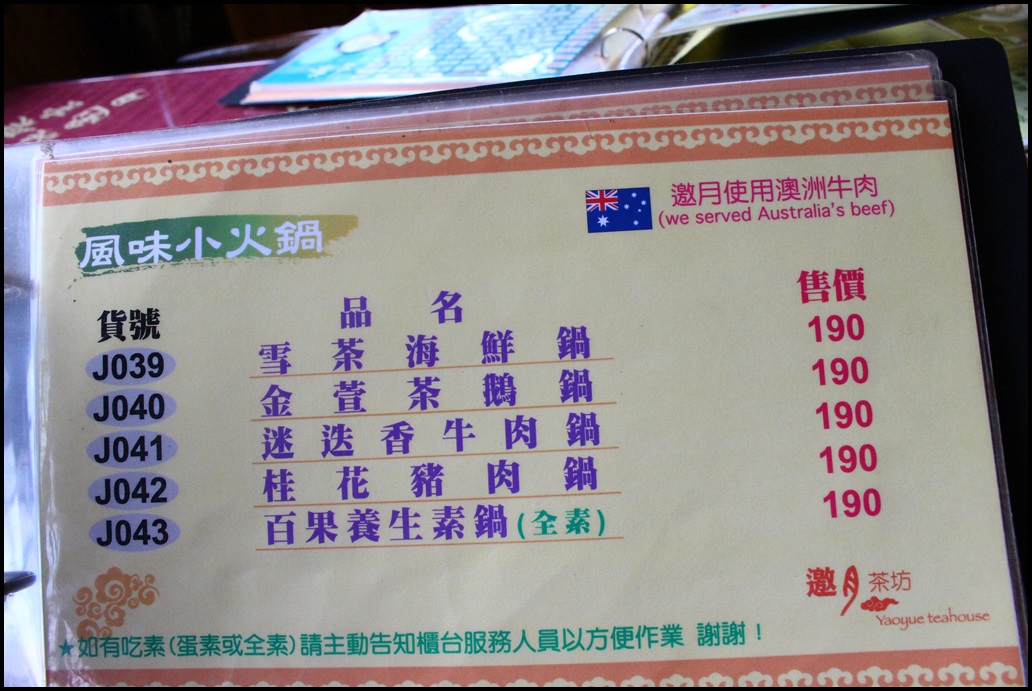 邀月使用澳洲牛肉
(we served Australia's beef)
風味小火鍋
貨號 品名 售價
J039 雪茶海鮮鍋 190
J040 金萱茶鵝鍋 190
J041 迷迭香牛肉鍋 190
J042 桂花豬肉鍋 190
J043 百果養生素鍋(全素) 190
邀月茶坊
Yaoyue teahouse
★如有吃素(蛋素或全素)請主動告知櫃台服務人員以方便作業 謝謝!